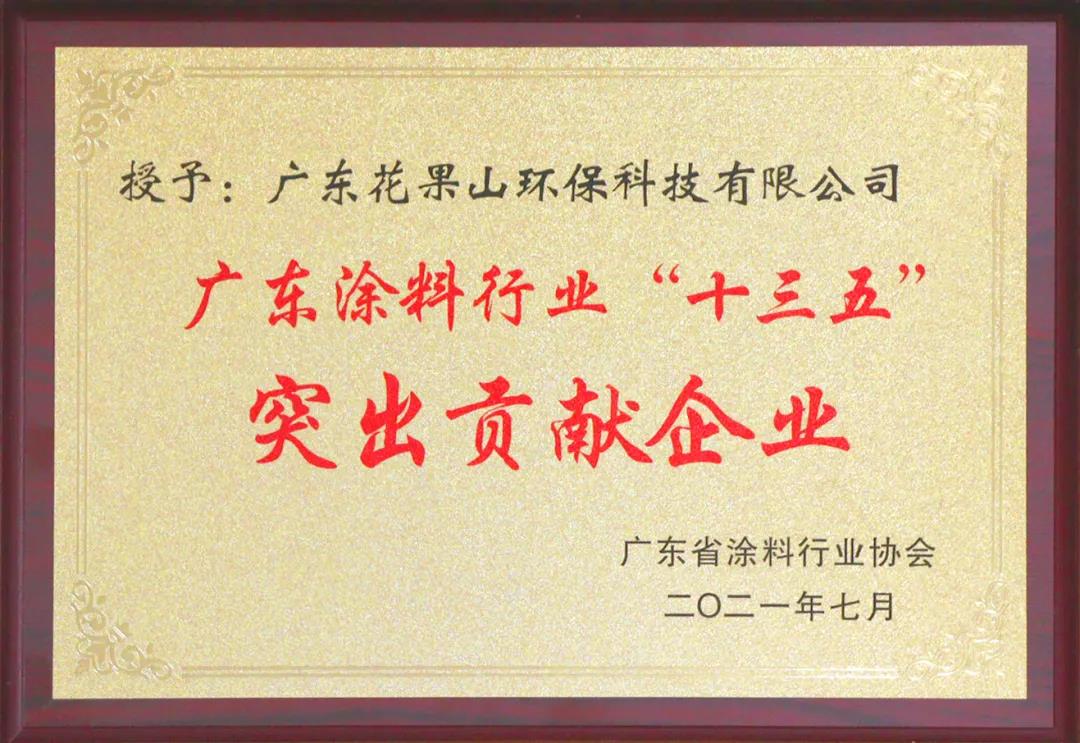 授予：广东花果山环保科技有限公司
广东涂料行业“十三五”
突出贡献企业
广东省涂料行业协会
二〇二一年七月